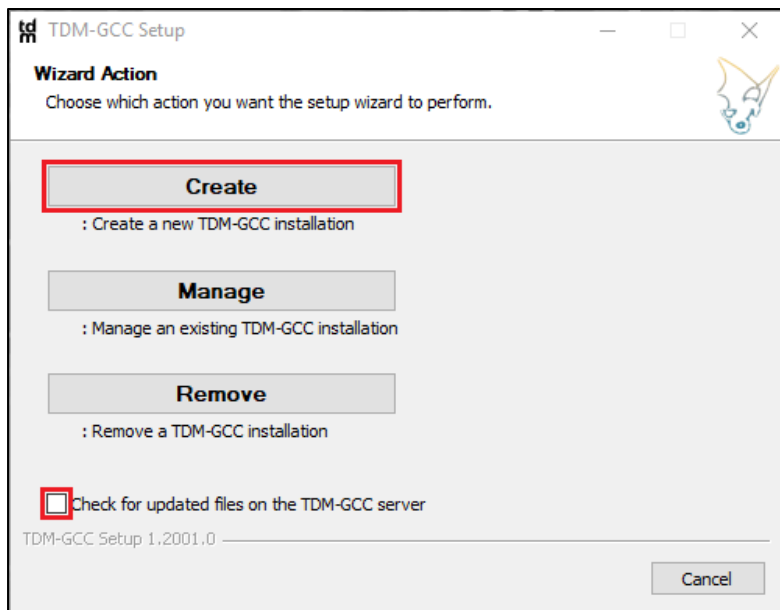 tdm
TDM-GCC Setup
Wizard Action
Choose which action you want the setup wizard to perform.
Create
: Create a new TDM-GCC installation
Manage
: Manage an existing TDM-GCC installation
Remove
: Remove a TDM-GCC installation
Check for updated files on the TDM-GCC server
TDM-GCC Setup 1.2001.0
Cancel